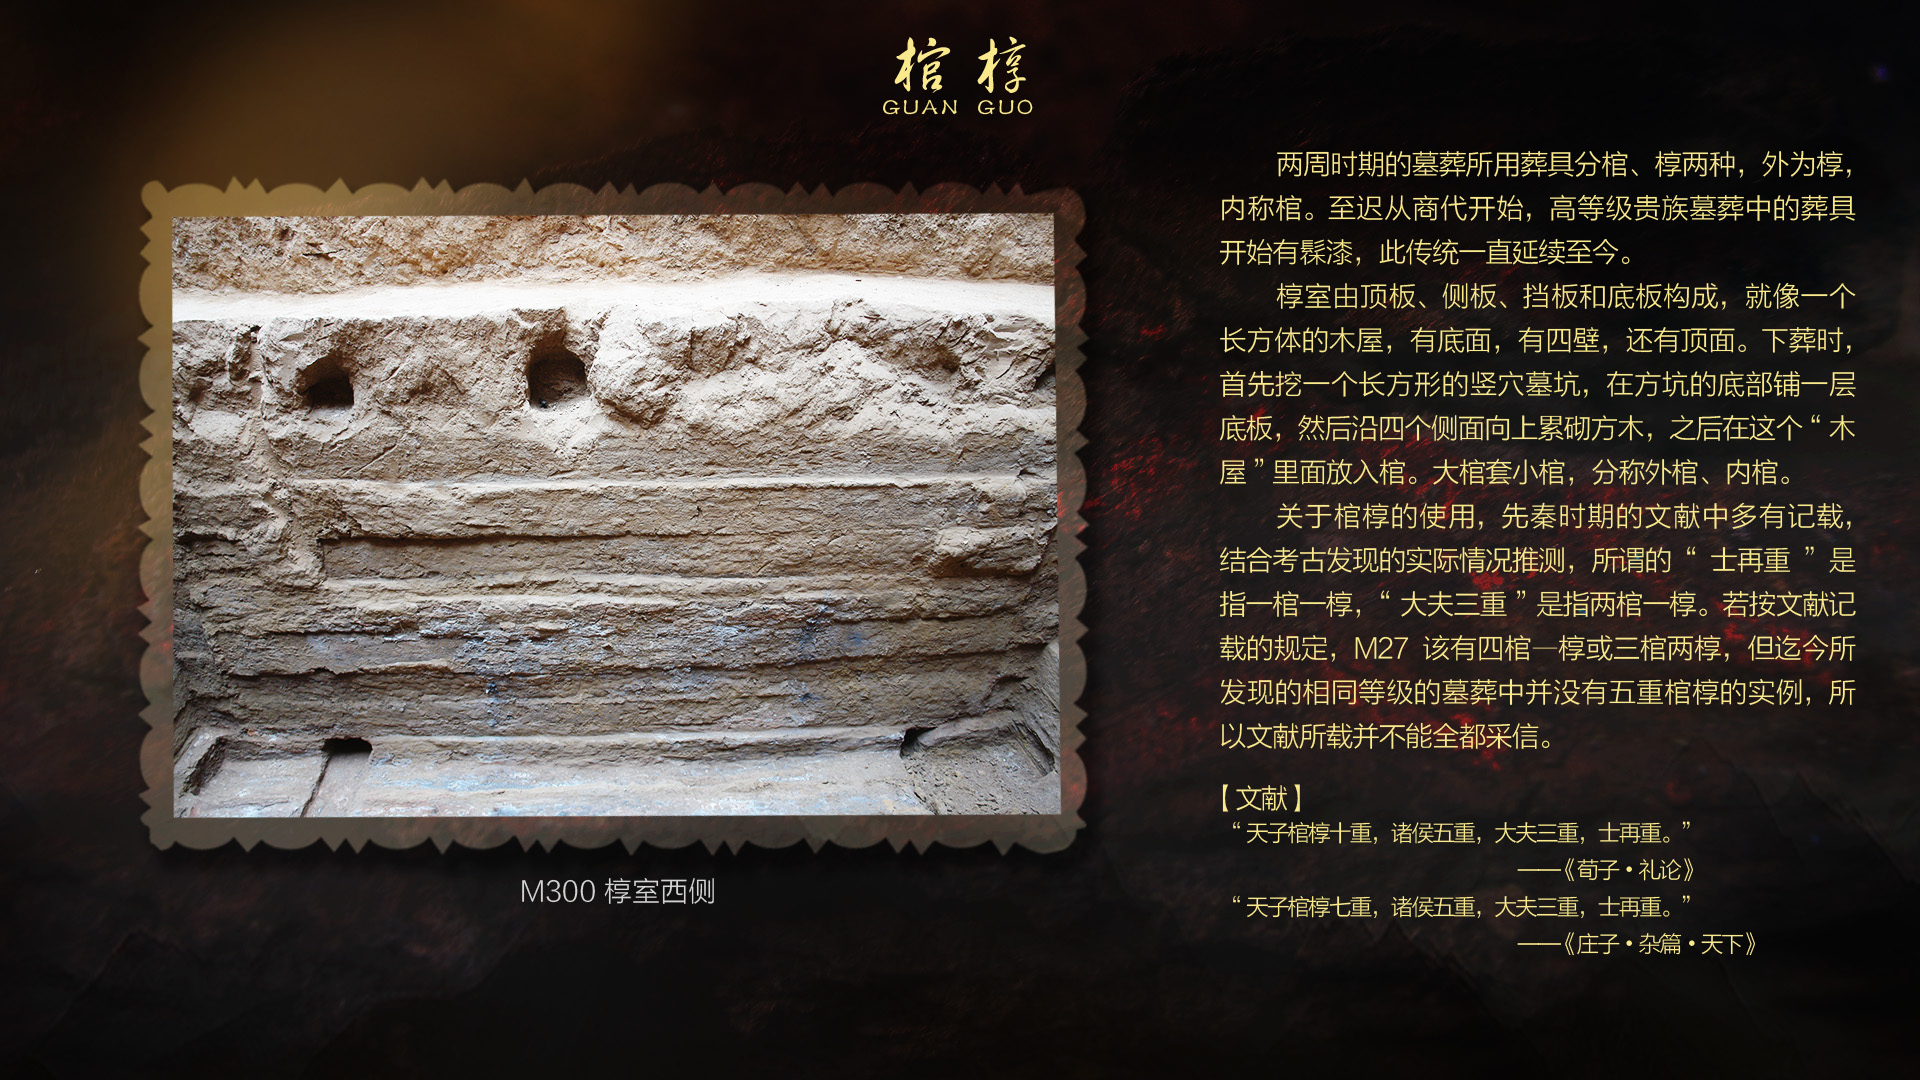 棺 椁
GUAN GUO
两周时期的墓葬所用葬具分棺、椁两种，外为椁，
内称棺。至迟从商代开始，高等级贵族墓葬中的葬具
开始有髹漆，此传统一直延续至今。
椁室由顶板、侧板、挡板和底板构成，就像一个
长方体的木屋，有底面，有四壁，还有顶面。下葬时，
首先挖一个长方形的竖穴墓坑，在方坑的底部铺一层
底板，然后沿四个侧面向上累砌方木，之后在这个“木
屋”里面放入棺。大棺套小棺，分称外棺、内棺。
关于棺椁的使用，先秦时期的文献中多有记载，
结合考古发现的实际情况推测，所谓的“士再重”是
指一棺一椁，“大夫三重”是指两棺一椁。若按文献记
载的规定，M27 该有四棺一椁或三棺两椁，但迄今所
发现的相同等级的墓葬中并没有五重棺椁的实例，所
以文献所载并不能全都采信。
【文献】
“天子棺椁十重，诸侯五重，大夫三重，士再重。”
——《荀子·礼论》
“天子棺椁七重，诸侯五重，大夫三重，士再重。”
——《庄子·杂篇·天下》
M300 椁室西侧